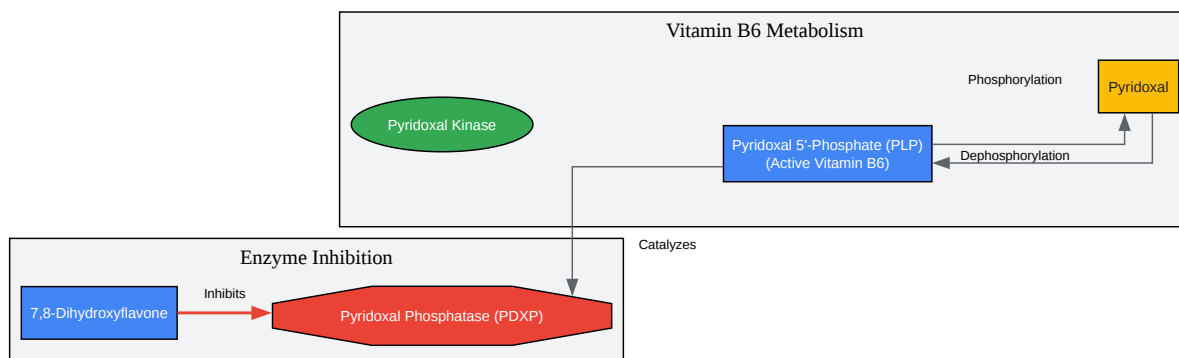 Vitamin B6 Metabolism
Phosphorylation
Pyridoxal
Pyridoxal Kinase
Pyridoxal 5'-Phosphate (PLP)
(Active Vitamin B6)
Dephosphorylation
Catalyzes
Enzyme Inhibition
7,8-Dihydroxyflavone
Inhibits
Pyridoxal Phosphatase (PDXP)